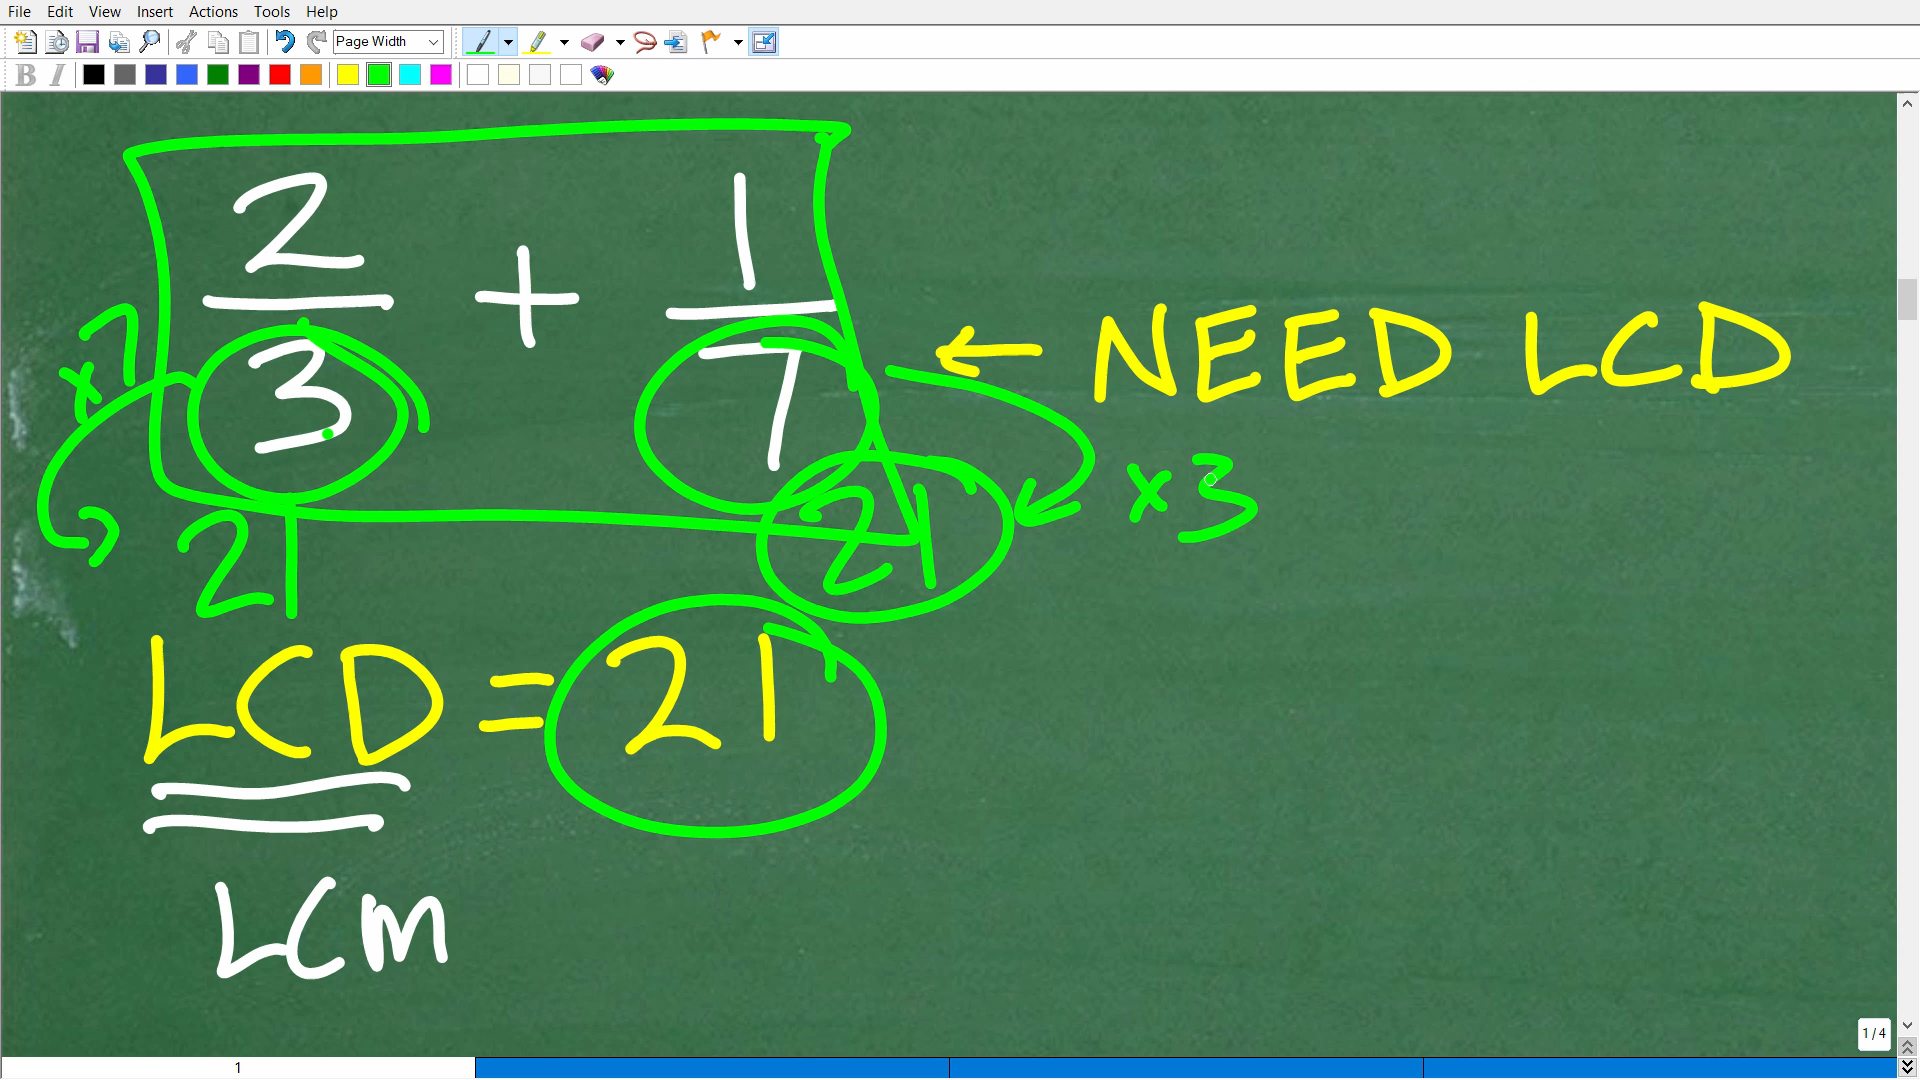 File Edit View Insert Actions Tools Help
Page Width
B I
2/3 + 1/7 ← NEED LCD
x7
x3
21
21
LCD = 21
LCM
1 / 4
1